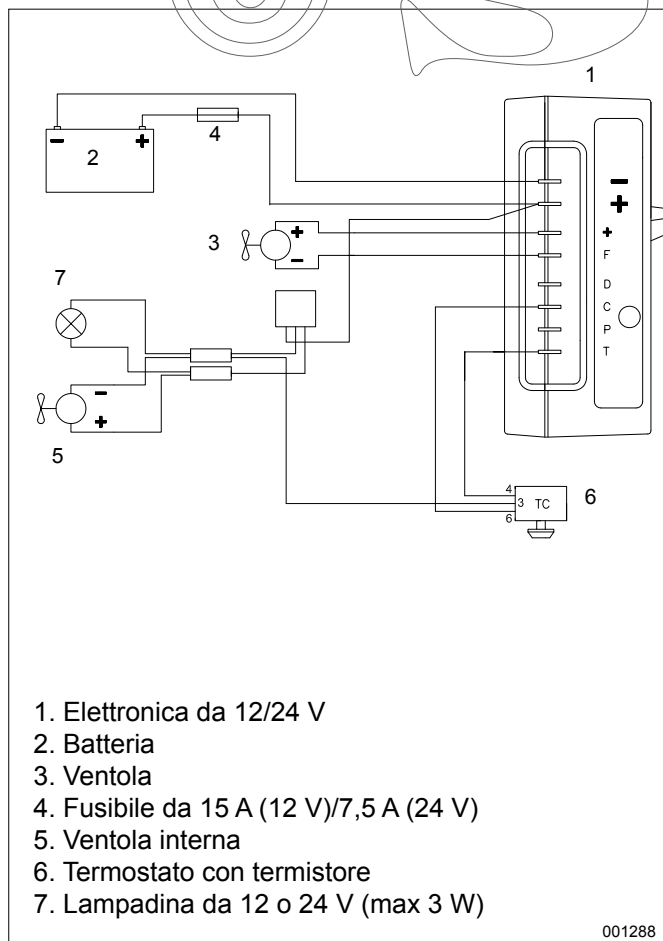 1
4
2
−
+
3
+
−
7
5
−
+
−
+
+
F
D
C
P
T
4
3 TC
6
6
1. Elettronica da 12/24 V
2. Batteria
3. Ventola
4. Fusibile da 15 A (12 V)/7,5 A (24 V)
5. Ventola interna
6. Termostato con termistore
7. Lampadina da 12 o 24 V (max 3 W)
001288